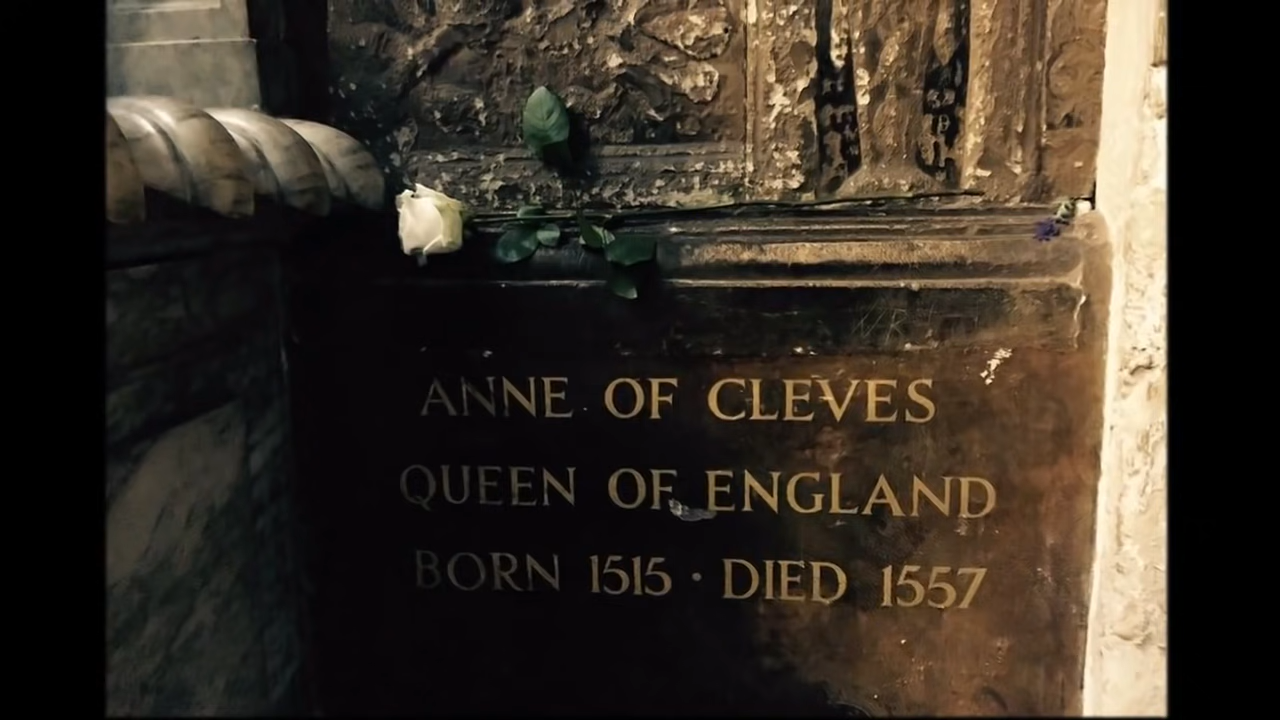 ANNE OF CLEVES
QUEEN OF ENGLAND
BORN 1515 · DIED 1557